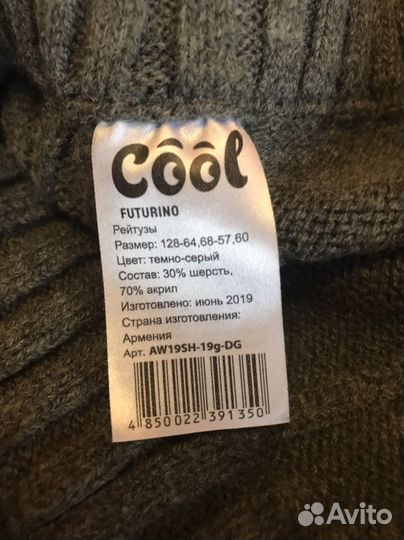 Cool
FUTURINO
Рейтузы
Размер: 128-64,68-57,60
Цвет: темно-серый
Состав: 30% шерсть,
70% акрил
Изготовлено: июнь 2019
Страна изготовления:
Армения
Арт. AW19SH-19g-DG
4 850022 391350
Avito